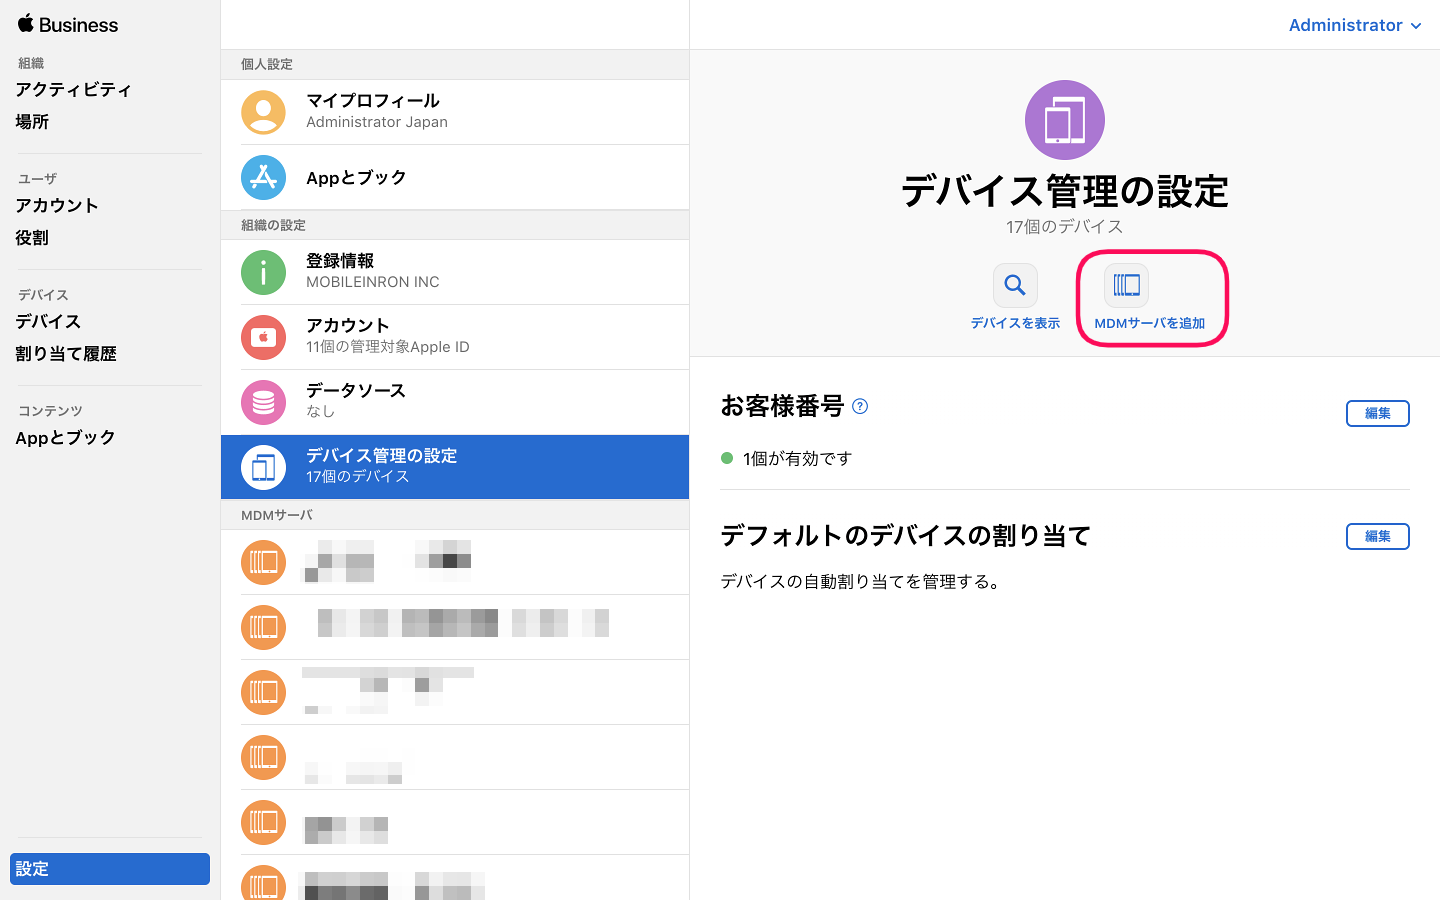 Business
組織
アクティビティ
場所
ユーザ
アカウント
役割
デバイス
デバイス
割り当て履歴
コンテンツ
Appとブック
設定
個人設定
マイプロフィール
Administrator Japan
Appとブック
組織の設定
登録情報
MOBILEINRON INC
アカウント
11個の管理対象Apple ID
データソース
なし
デバイス管理の設定
17個のデバイス
MDMサーバ
Administrator
デバイス管理の設定
17個のデバイス
デバイスを表示
MDMサーバを追加
お客様番号 ?
編集
1個が有効です
デフォルトのデバイスの割り当て
編集
デバイスの自動割り当てを管理する。